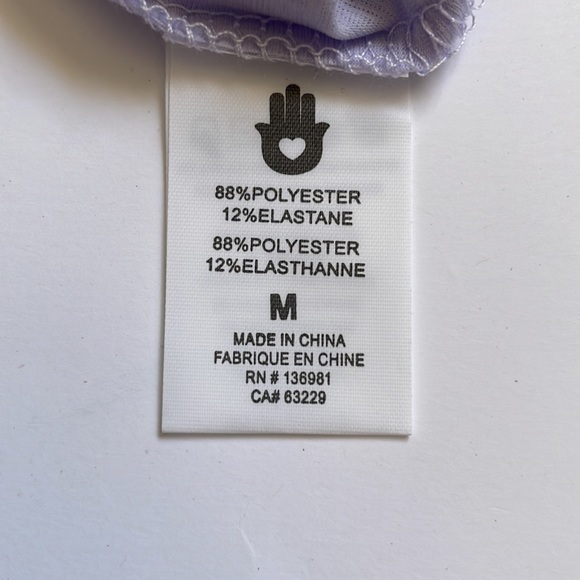 88%POLYESTER
12%ELASTANE
88%POLYESTER
12%ELASTHANNE
M
MADE IN CHINA
FABRIQUE EN CHINE
RN # 136981
CA# 63229